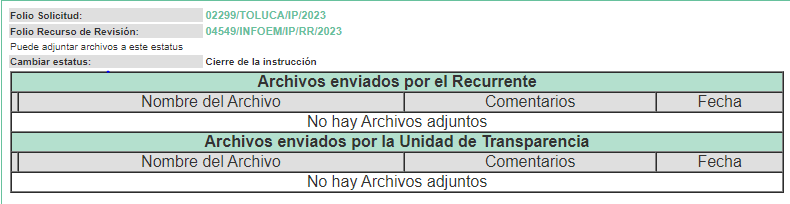 Folio Solicitud: 02299/TOLUCA/IP/2023
Folio Recurso de Revisión: 04549/INFOEM/IP/RR/2023
Puede adjuntar archivos a este estatus
Cambiar estatus: Cierre de la instrucción
Archivos enviados por el Recurrente
Nombre del Archivo Comentarios Fecha
No hay Archivos adjuntos
Archivos enviados por la Unidad de Transparencia
Nombre del Archivo Comentarios Fecha
No hay Archivos adjuntos